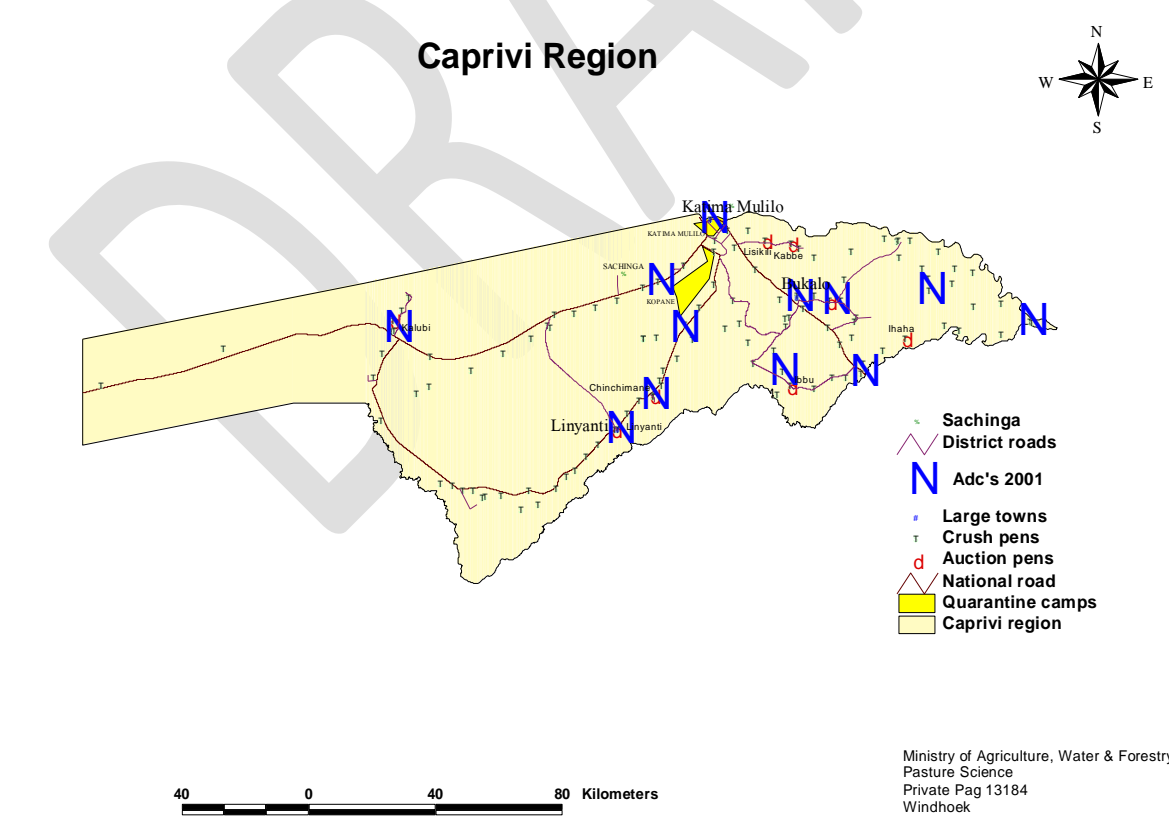 DRA
Caprivi Region
N
W E
S
Katima Mulilo
N
KATIMA MULILO
d d
Lisikili
Kabbe
SACHINGA
%
N
KOPANE
Bukalo
N N
d
N
N
N
Kalubi
N
Ihaha
d
N
N
d
Chinchimane
N
d
Linyanti
N
Linyanti
d
% Sachinga
District roads
N Adc's 2001
# Large towns
T Crush pens
d Auction pens
National road
Quarantine camps
Caprivi region
Ministry of Agriculture, Water & Forestry
Pasture Science
Private Pag 13184
Windhoek
40 0 40 80 Kilometers